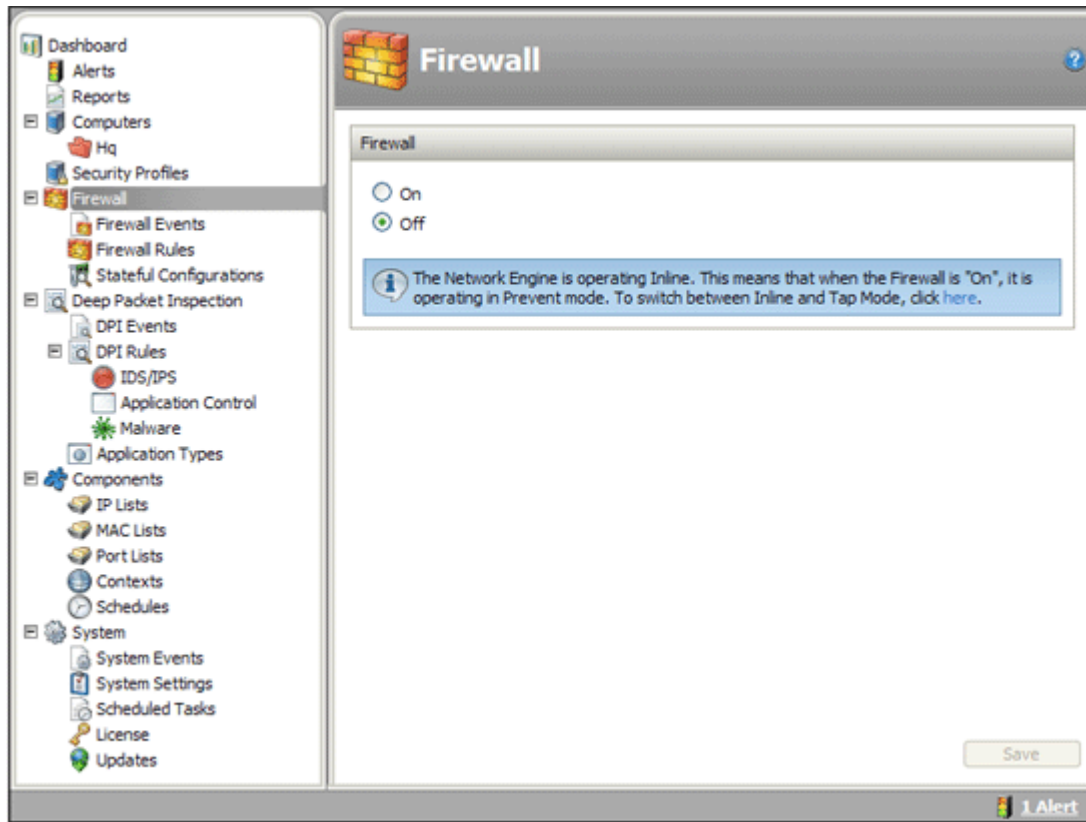 Dashboard
Alerts
Reports
Computers
Hq
Security Profiles
Firewall
Firewall Events
Firewall Rules
Stateful Configurations
Deep Packet Inspection
DPI Events
DPI Rules
IDS/IPS
Application Control
Malware
Application Types
Components
IP Lists
MAC Lists
Port Lists
Contexts
Schedules
System
System Events
System Settings
Scheduled Tasks
License
Updates
Firewall
?
Firewall
On
Off
The Network Engine is operating Inline. This means that when the Firewall is "On", it is
operating in Prevent mode. To switch between Inline and Tap Mode, click here.
Save
1 Alert